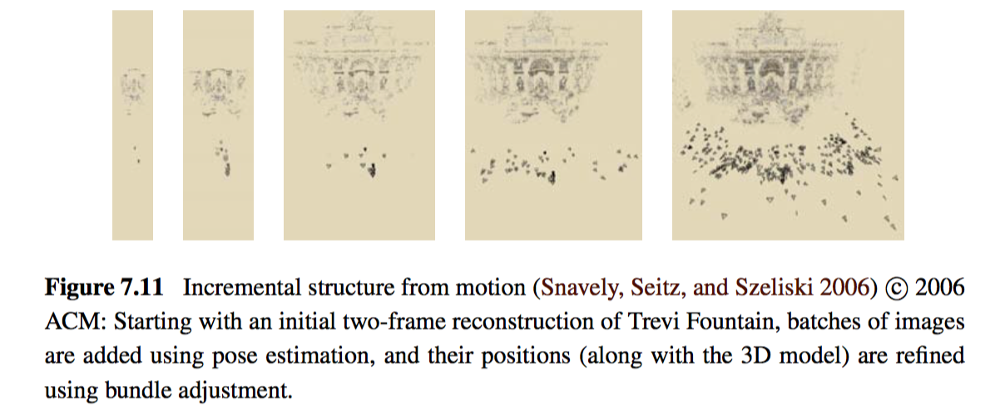 Figure 7.11 Incremental structure from motion (Snavely, Seitz, and Szeliski 2006) © 2006
ACM: Starting with an initial two-frame reconstruction of Trevi Fountain, batches of images
are added using pose estimation, and their positions (along with the 3D model) are refined
using bundle adjustment.